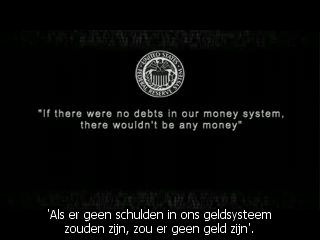 "If there were no debts in our money system,
there wouldn't be any money"
'Als er geen schulden in ons geldsysteem
zouden zijn, zou er geen geld zijn'.